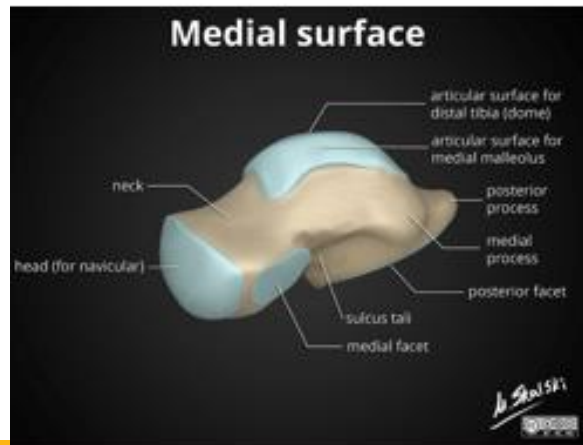 Medial surface
articular surface for
distal tibia (dome)
articular surface for
medial malleolus
neck
posterior
process
medial
process
head (for navicular)
posterior facet
sulcus tali
medial facet